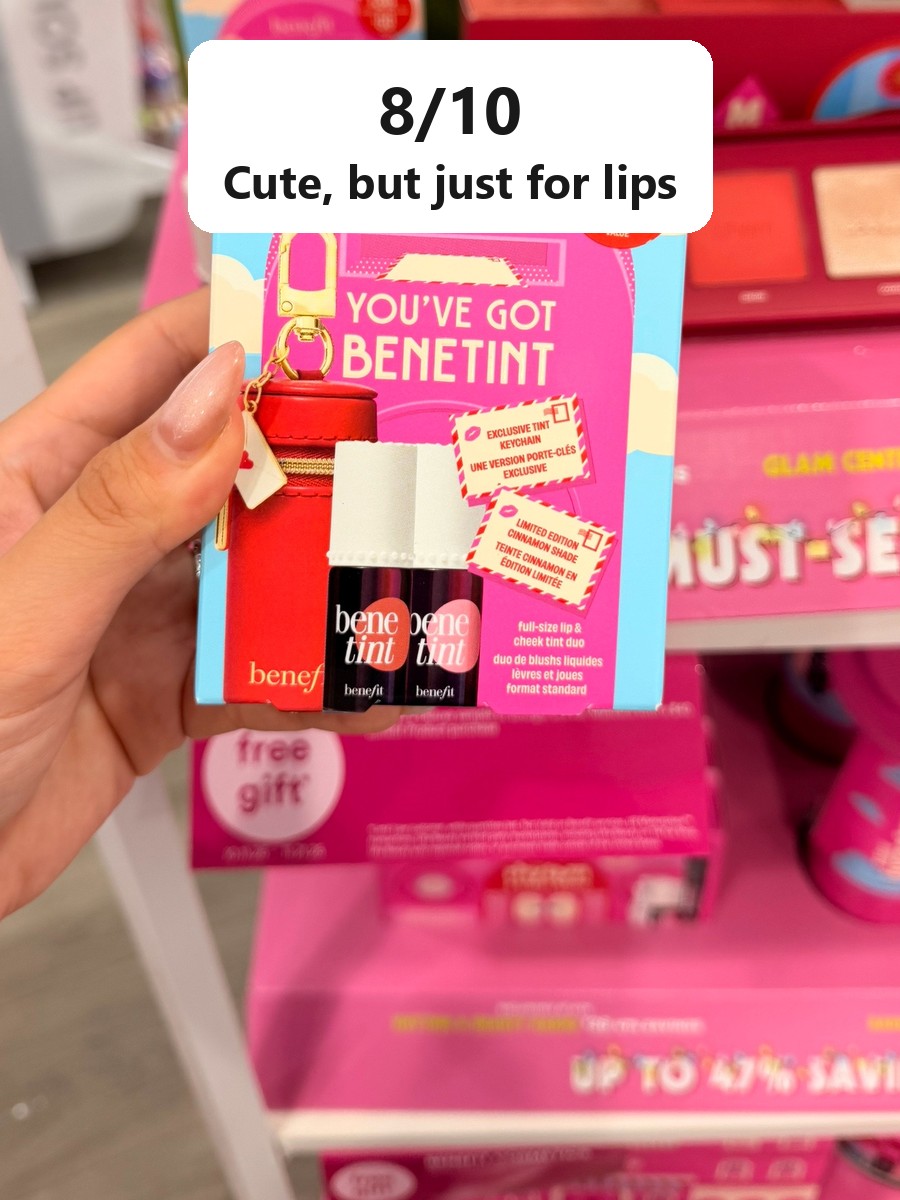 8/10
Cute, but just for lips
VALUE
YOU'VE GOT
BENETINT
EXCLUSIVE TINT
KEYCHAIN
UNE VERSION PORTE-CLÉS
EXCLUSIVE
LIMITED EDITION
CINNAMON SHADE
TEINTE CINNAMON EN
ÉDITION LIMITÉE
full-size lip &
cheek tint duo
duo de blushs liquides
lèvres et joues
format standard
bene
tint
benefit
bene
tint
benefit
benef
free
gift*
GLAM CENT
MUST-SE
UP TO 47% SAVI